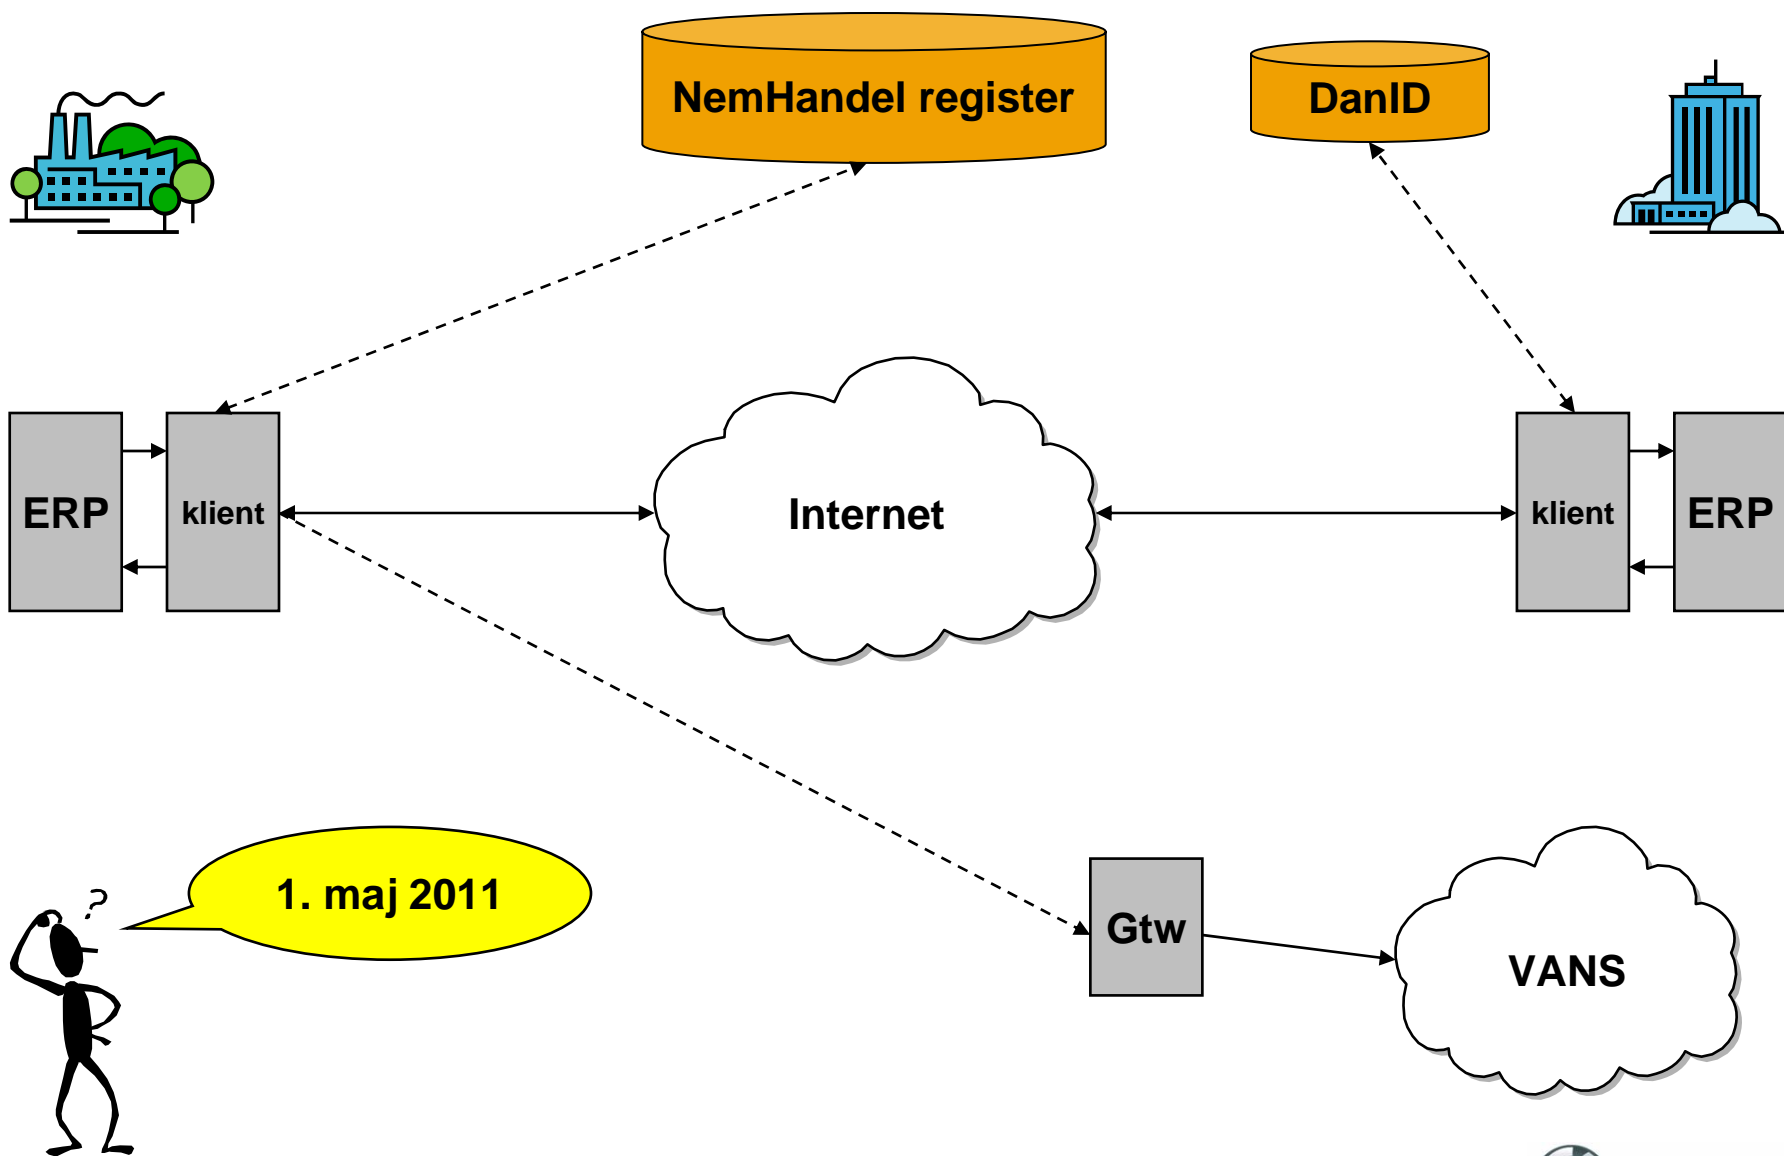 NemHandel register
DanID
ERP
klient
Internet
klient
ERP
1. maj 2011
?
Gtw
VANS